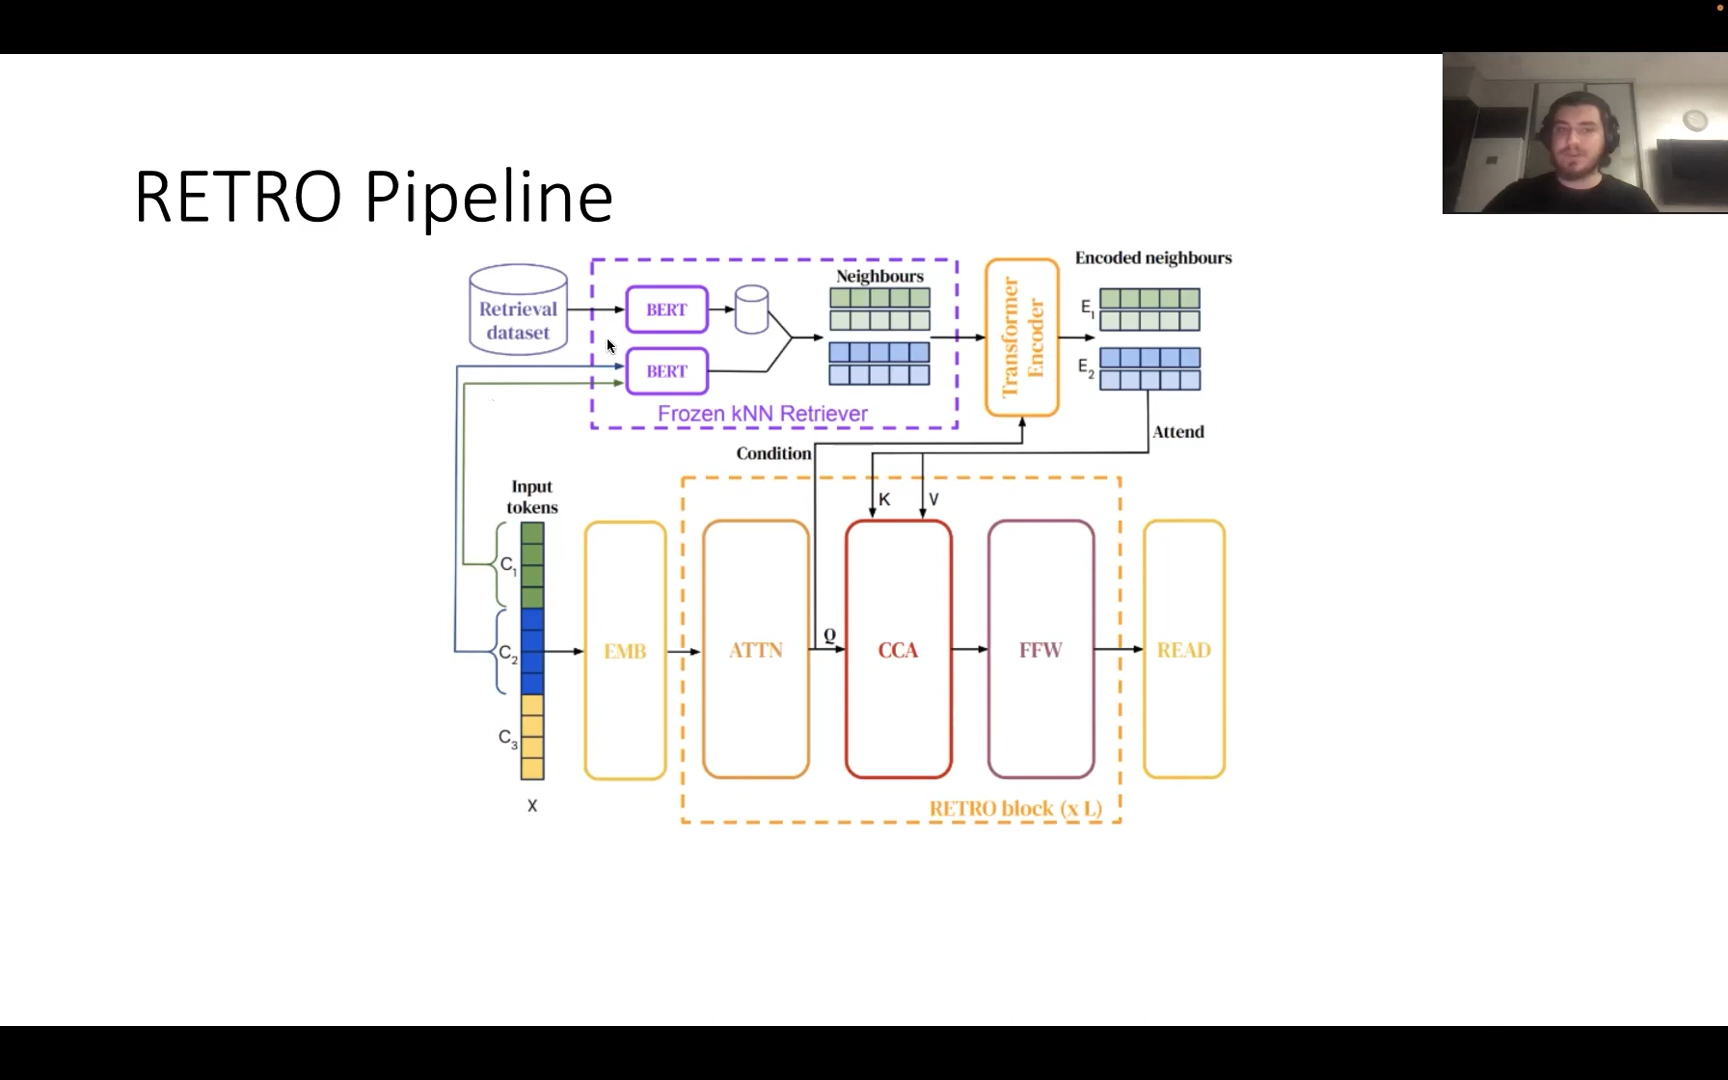 RETRO Pipeline
Retrieval
dataset
BERT
BERT
Frozen kNN Retriever
Neighbours
Transformer
Encoder
Encoded neighbours
E1
E2
Attend
Condition
K
V
Input
tokens
C1
C2
C3
X
EMB
ATTN
Q
CCA
FFW
READ
RETRO block (x L)